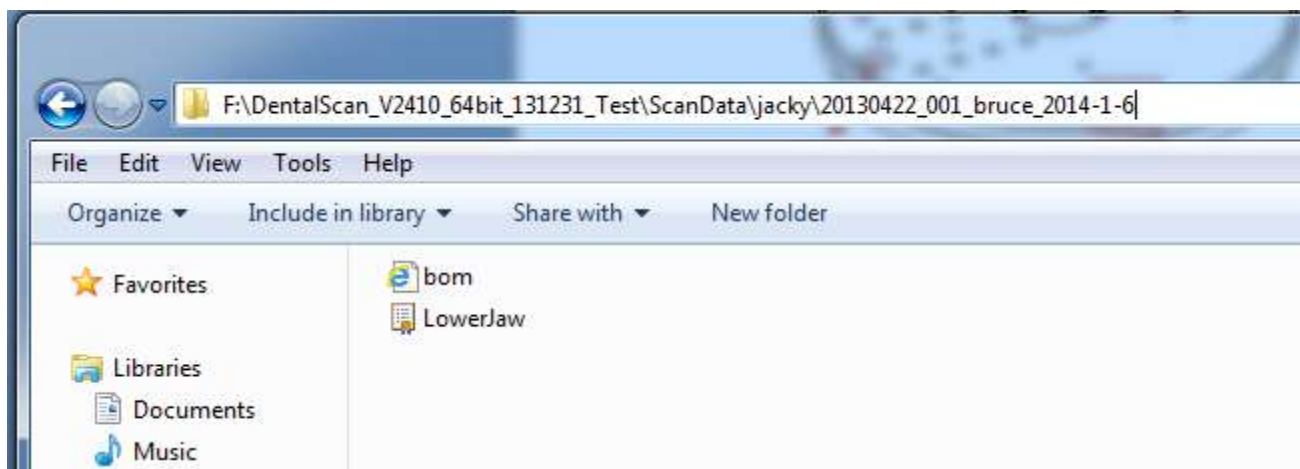 F:\DentalScan_V2410_64bit_131231_Test\ScanData\jacky\20130422_001_bruce_2014-1-6
File Edit View Tools Help
Organize Include in library Share with New folder
Favorites
bom
LowerJaw
Libraries
Documents
Music